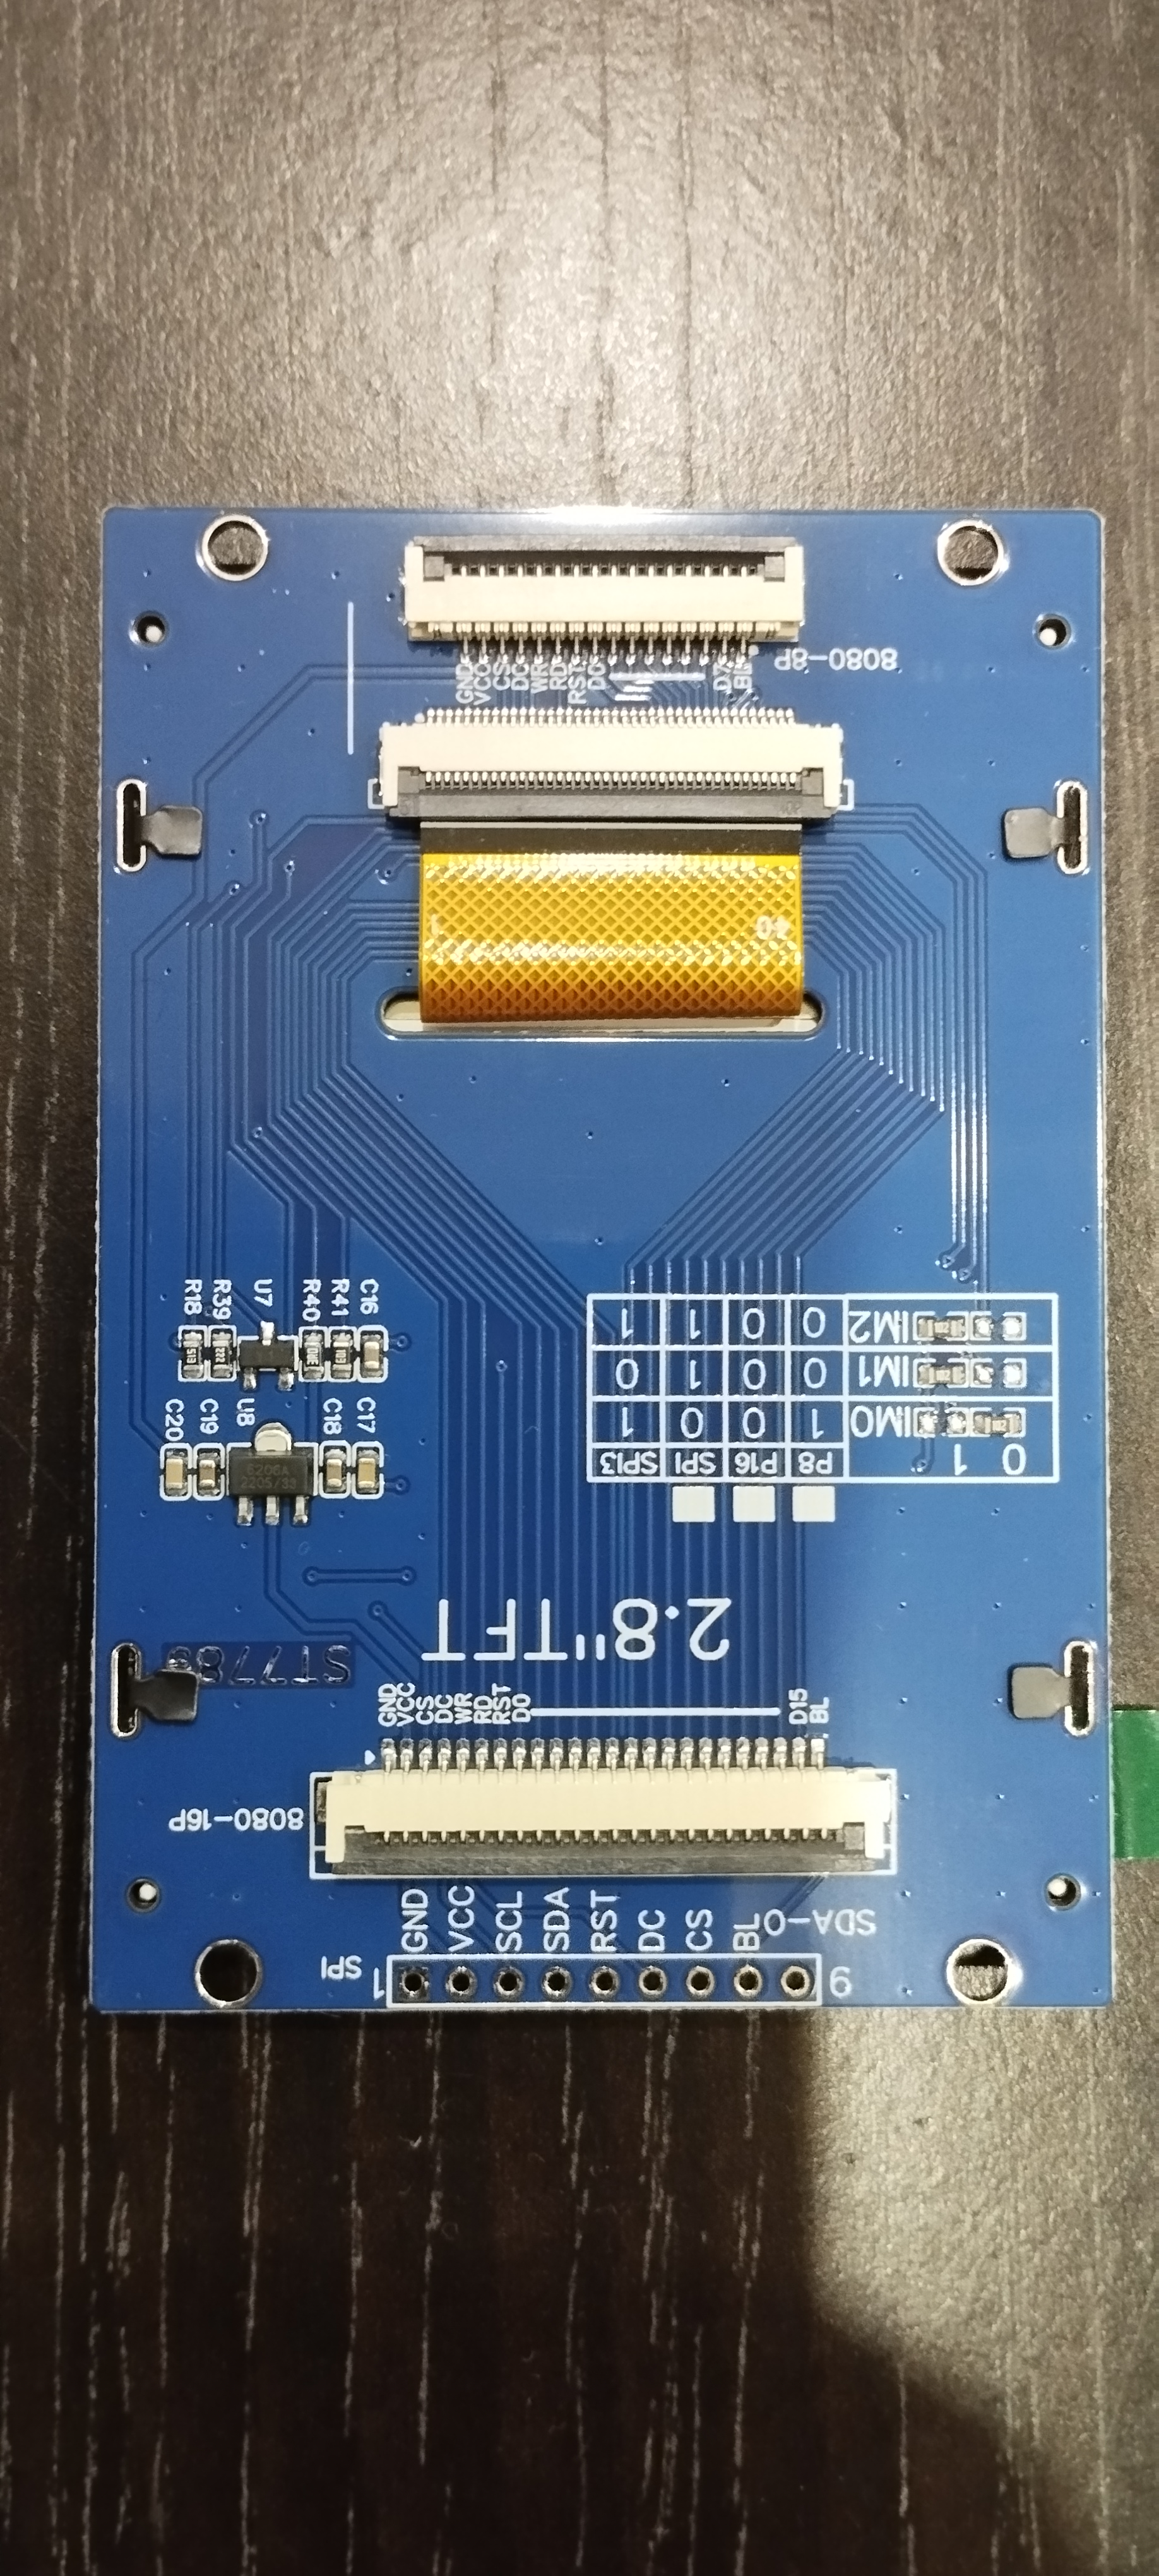 8080-8P
GND
VCC
CS
DC
WR
RD
RST
D0
D7
BL
1
R18
R39
U7
R40
R41
C16
C20
C19
U8
C18
C17
6206A
2205/33
IM2 0 0 1 1
IM1 0 0 1 0
IM0 1 0 0 1
0 1 P8 P16 SPI SPI3
2.8"TFT
GND
VCC
CS
DC
WR
RD
RST
D0
D15
BL
8080-16P
GND
VCC
SCL
SDA
RST
DC
CS
BL
SDA-O
SPI
1
9